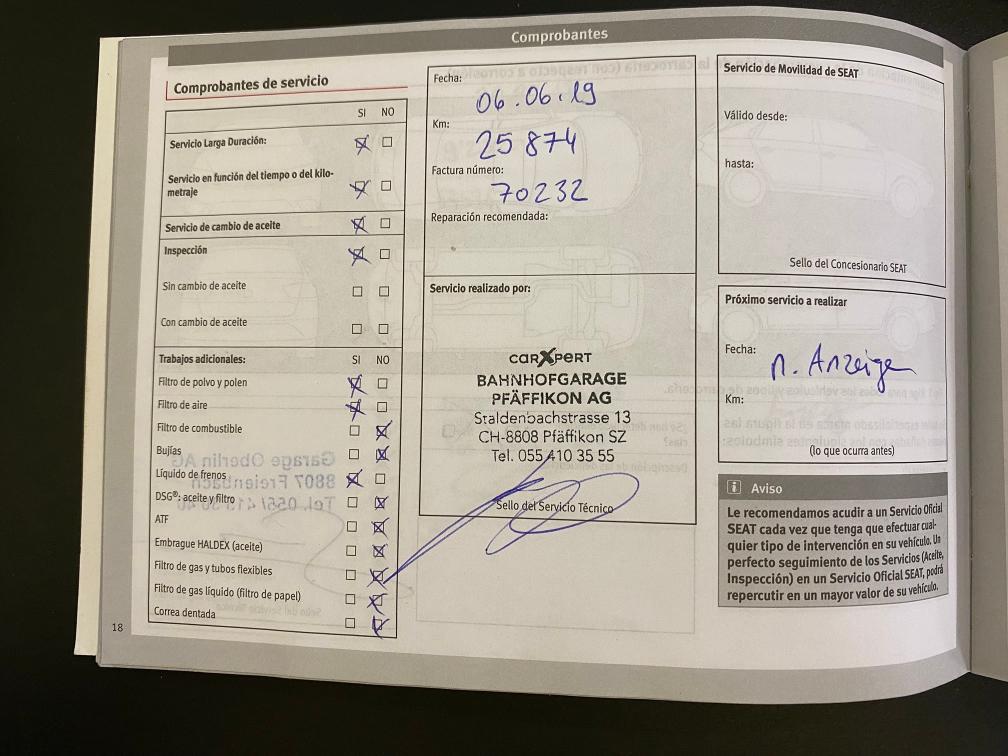 Comprobantes
Comprobantes de servicio
SI NO
Servicio Larga Duración:
Servicio en función del tiempo o del kilo-
metraje
Servicio de cambio de aceite
Inspección
Sin cambio de aceite
Con cambio de aceite
Trabajos adicionales: SI NO
Filtro de polvo y polen
Filtro de aire
Filtro de combustible
Bujías
Líquido de frenos
DSG®: aceite y filtro
ATF
Embrague HALDEX (aceite)
Filtro de gas y tubos flexibles
Filtro de gas líquido (filtro de papel)
Correa dentada
18
Fecha:
06.06.19
Km:
25 874
Factura número:
70232
Reparación recomendada:
Servicio realizado por:
carXpert
BAHNHOFGARAGE
PFÄFFIKON AG
Staldenbachstrasse 13
CH-8808 Pfäffikon SZ
Tel. 055 410 35 55
Sello del Servicio Técnico
Servicio de Movilidad de SEAT
Válido desde:
hasta:
Sello del Concesionario SEAT
Próximo servicio a realizar
Fecha:
n. Anzeige
Km:
(lo que ocurra antes)
i Aviso
Le recomendamos acudir a un Servicio Oficial
SEAT cada vez que tenga que efectuar cual-
quier tipo de intervención en su vehículo. Un
perfecto seguimiento de los Servicios (Aceite,
Inspección) en un Servicio Oficial SEAT, podrá
repercutir en un mayor valor de su vehículo.